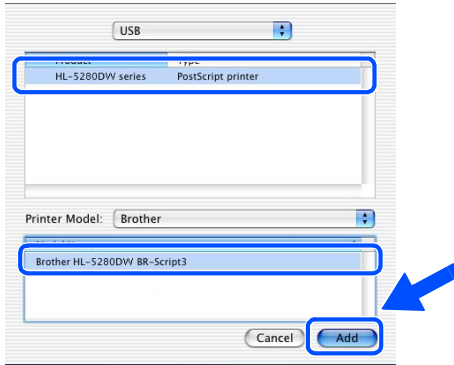 USB
HL-5280DW series PostScript printer
Printer Model: Brother
Brother HL-5280DW BR-Script3
Cancel Add